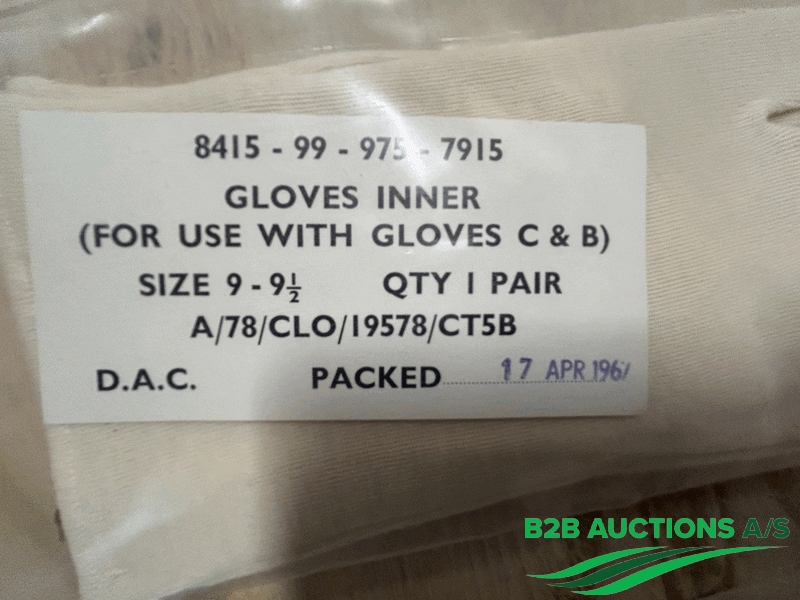 8415 - 99 - 975 - 7915
GLOVES INNER
(FOR USE WITH GLOVES C & B)
SIZE 9 - 9½ QTY 1 PAIR
A/78/CLO/19578/CT5B
D.A.C. PACKED 17 APR
B2B AUCTIONS A/S